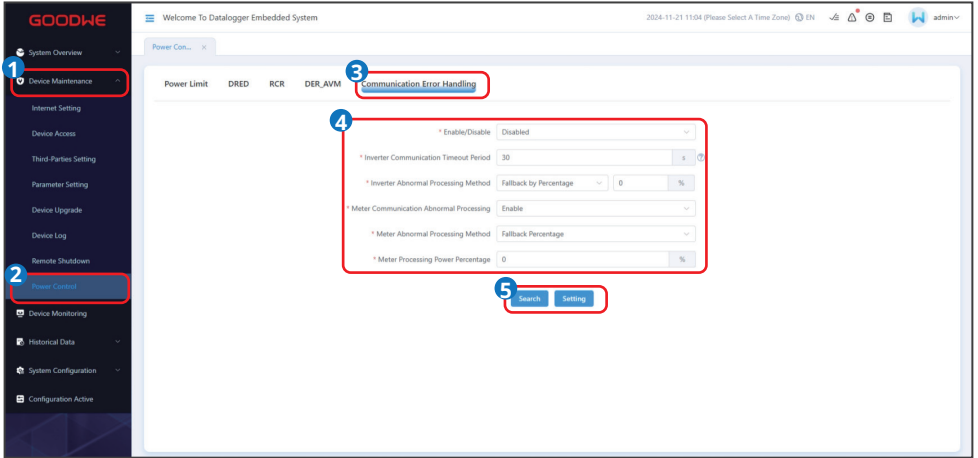 GOODWE
Welcome To Datalogger Embedded System
2024-11-21 11:04 (Please Select A Time Zone) EN admin
System Overview
Power Con... ×
1
Device Maintenance
Internet Setting
Device Access
Third-Parties Setting
Parameter Setting
Device Upgrade
Device Log
Remote Shutdown
2
Power Control
Device Monitoring
Historical Data
System Configuration
Configuration Active
3
Power Limit DRED RCR DER_AVM Communication Error Handling
4
* Enable/Disable Disabled
* Inverter Communication Timeout Period 30 s ?
* Inverter Abnormal Processing Method Fallback by Percentage 0 %
* Meter Communication Abnormal Processing Enable
* Meter Abnormal Processing Method Fallback Percentage
* Meter Processing Power Percentage 0 %
5
Search Setting